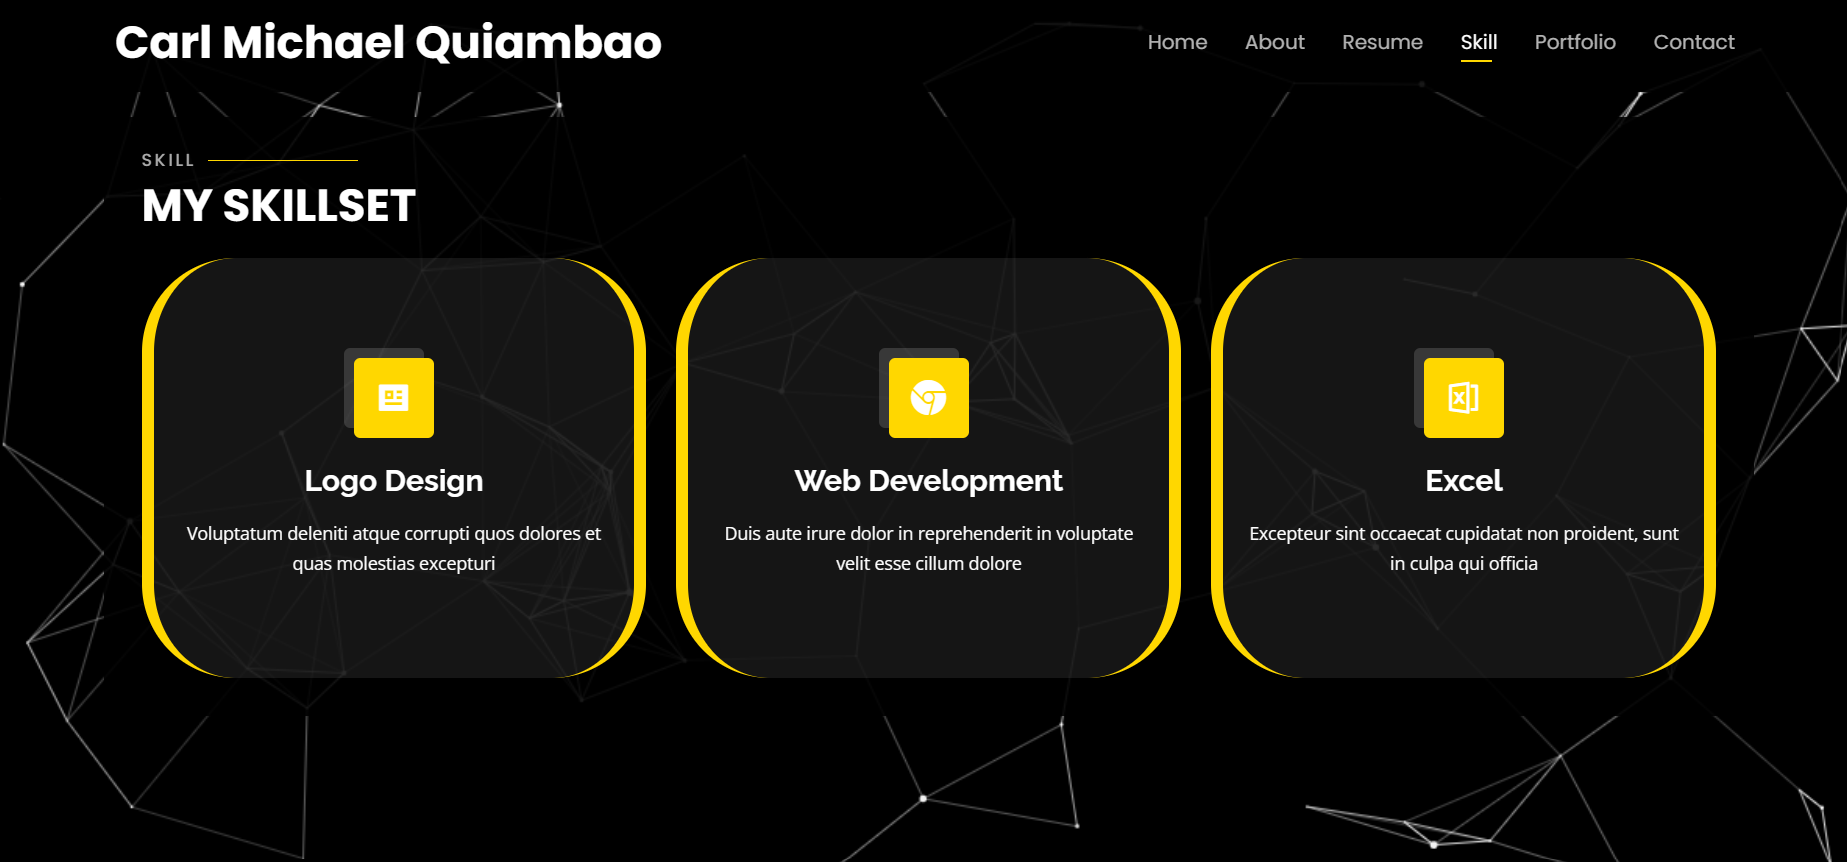 Carl Michael Quiambao
Home About Resume Skill Portfolio Contact
SKILL
MY SKILLSET
Logo Design
Voluptatum deleniti atque corrupti quos dolores et
quas molestias excepturi
Web Development
Duis aute irure dolor in reprehenderit in voluptate
velit esse cillum dolore
Excel
Excepteur sint occaecat cupidatat non proident, sunt
in culpa qui officia